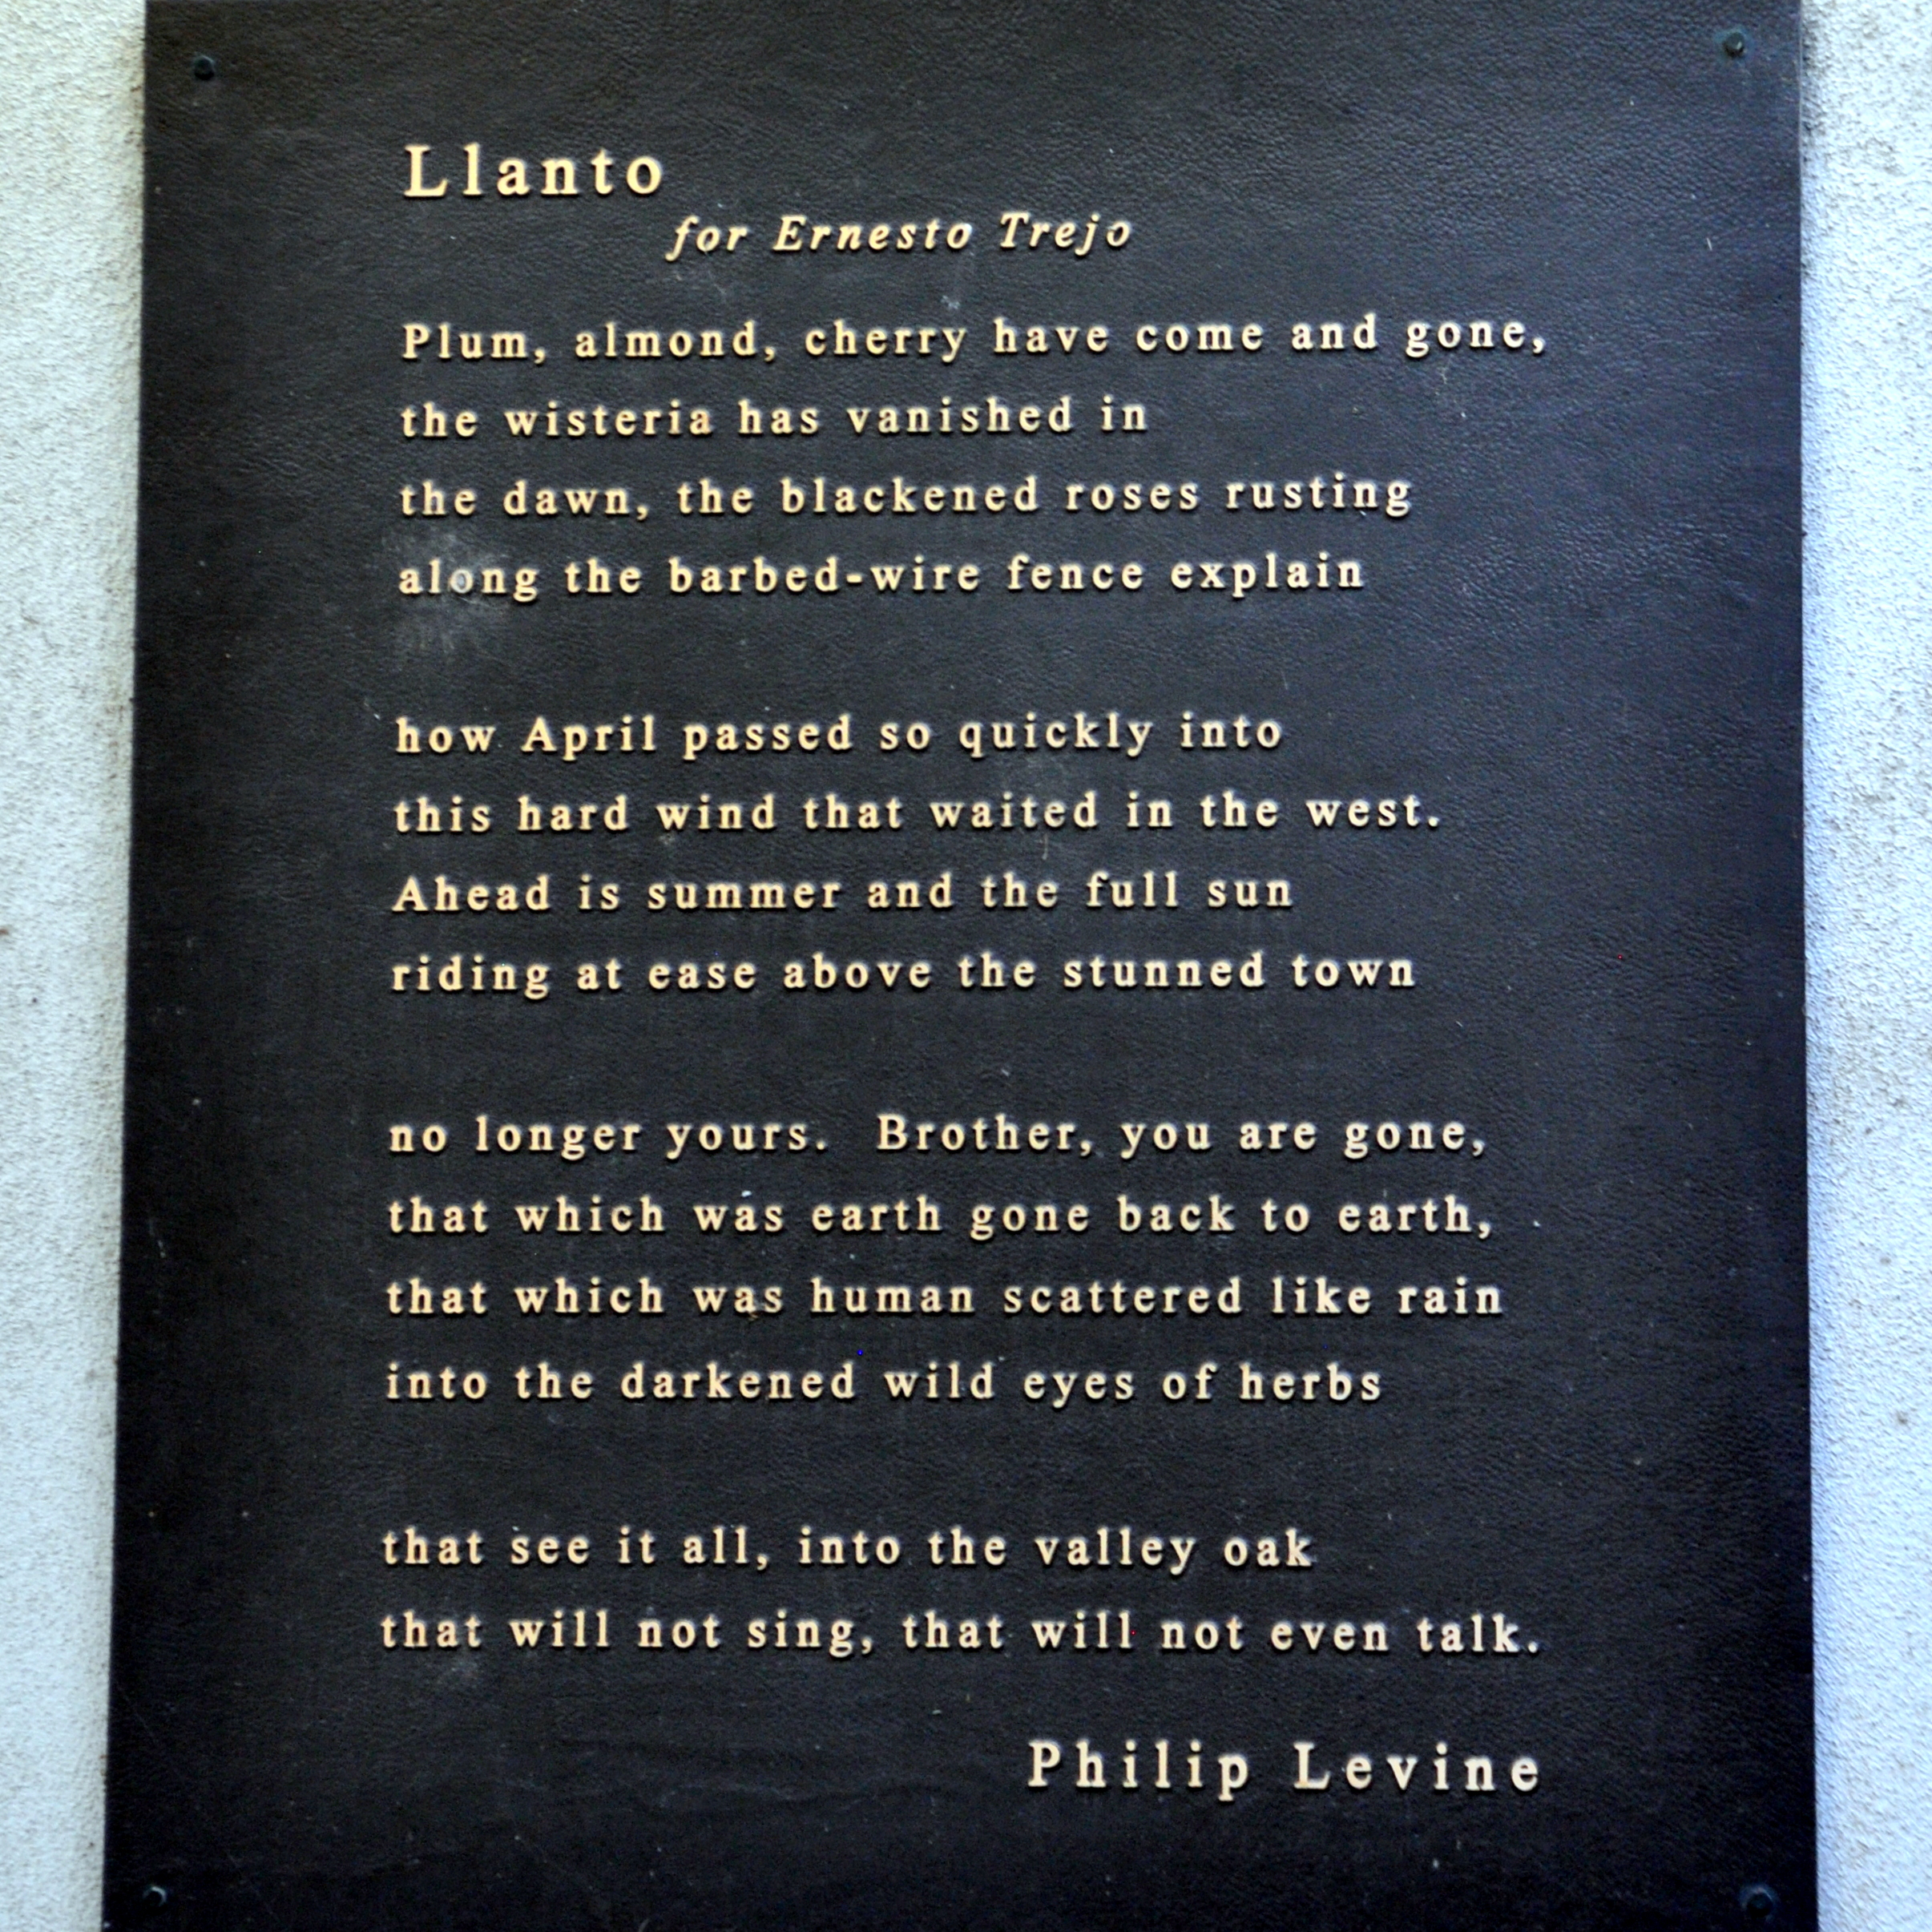 Llanto
for Ernesto Trejo
Plum, almond, cherry have come and gone,
the wisteria has vanished in
the dawn, the blackened roses rusting
along the barbed-wire fence explain
how April passed so quickly into
this hard wind that waited in the west.
Ahead is summer and the full sun
riding at ease above the stunned town
no longer yours. Brother, you are gone,
that which was earth gone back to earth,
that which was human scattered like rain
into the darkened wild eyes of herbs
that see it all, into the valley oak
that will not sing, that will not even talk.
Philip Levine